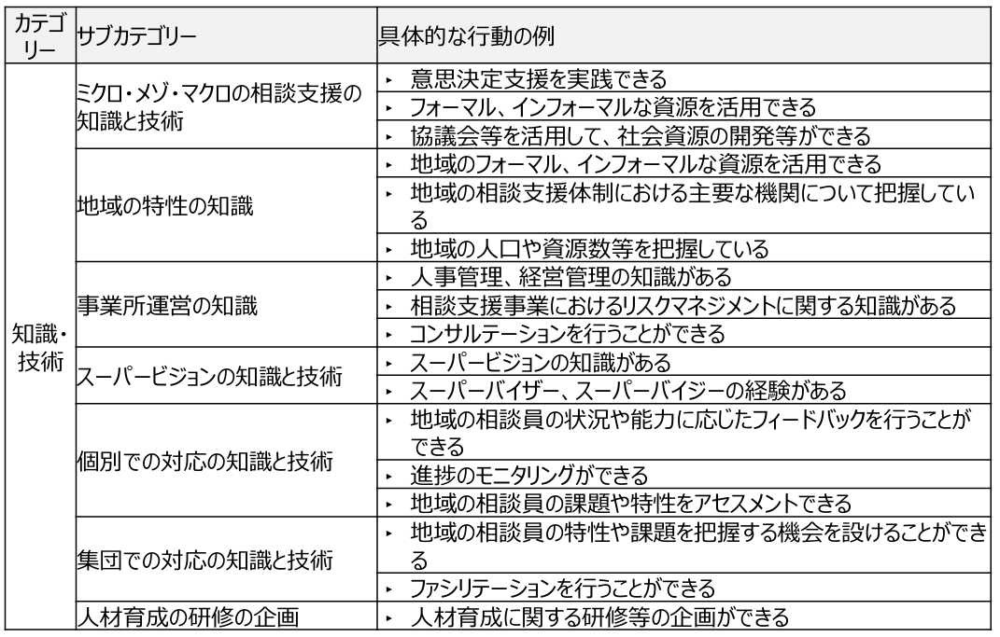 カテゴリー サブカテゴリー 具体的な行動の例
知識・技術
ミクロ・メゾ・マクロの相談支援の
知識と技術
‣ 意思決定支援を実践できる
‣ フォーマル、インフォーマルな資源を活用できる
‣ 協議会等を活用して、社会資源の開発等ができる
地域の特性の知識
‣ 地域のフォーマル、インフォーマルな資源を活用できる
‣ 地域の相談支援体制における主要な機関について把握してい
る
‣ 地域の人口や資源数等を把握している
事業所運営の知識
‣ 人事管理、経営管理の知識がある
‣ 相談支援事業におけるリスクマネジメントに関する知識がある
‣ コンサルテーションを行うことができる
スーパービジョンの知識と技術
‣ スーパービジョンの知識がある
‣ スーパーバイザー、スーパーバイジーの経験がある
個別での対応の知識と技術
‣ 地域の相談員の状況や能力に応じたフィードバックを行うことが
できる
‣ 進捗のモニタリングができる
‣ 地域の相談員の課題や特性をアセスメントできる
集団での対応の知識と技術
‣ 地域の相談員の特性や課題を把握する機会を設けることができ
る
‣ ファシリテーションを行うことができる
人材育成の研修の企画
‣ 人材育成に関する研修等の企画ができる